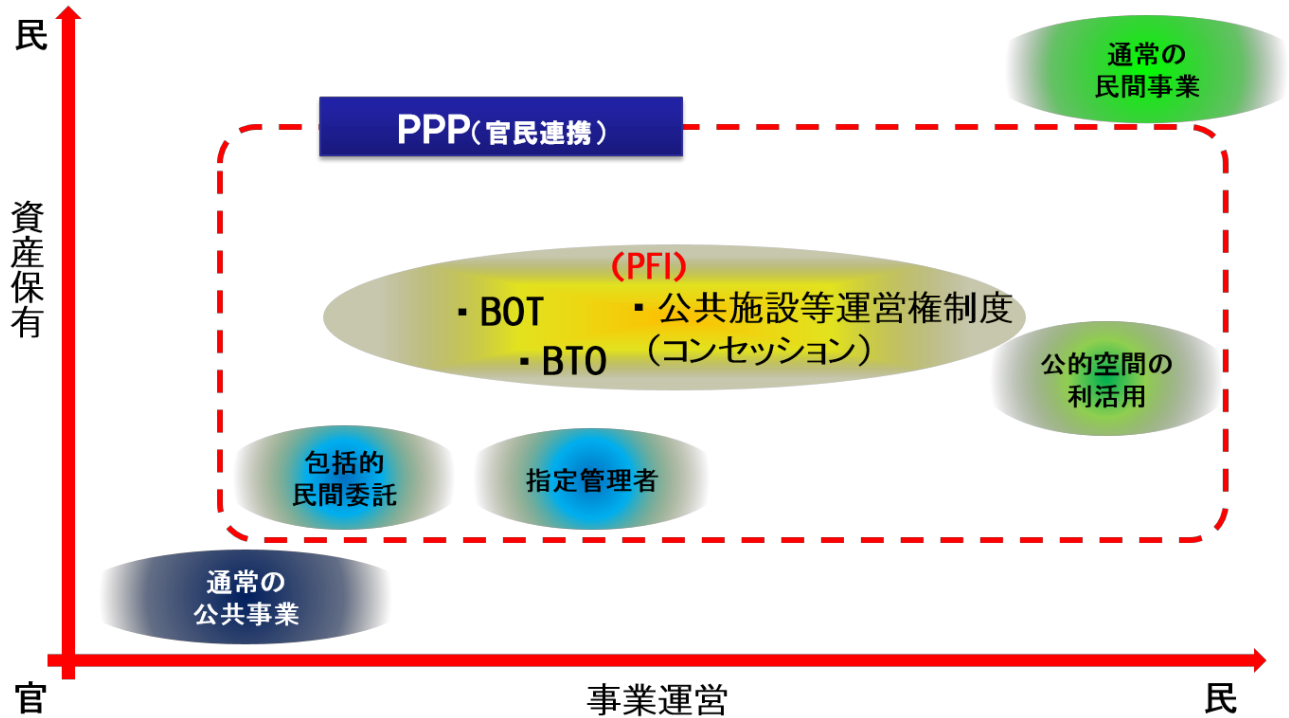 民
通常の
民間事業
PPP(官民連携)
資産保有
(PFI)
・BOT
・公共施設等運営権制度
(コンセッション)
・BTO
公的空間の
利活用
包括的
民間委託
指定管理者
通常の
公共事業
官
事業運営
民